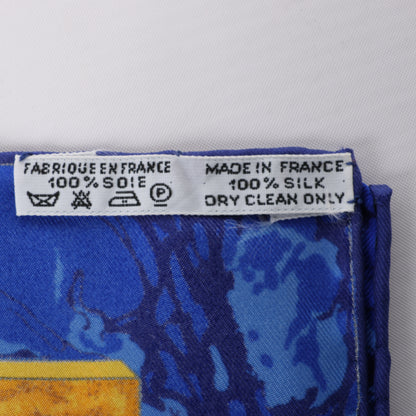 FABRIQUE EN FRANCE
100% SOIE
P
MADE IN FRANCE
100% SILK
DRY CLEAN ONLY